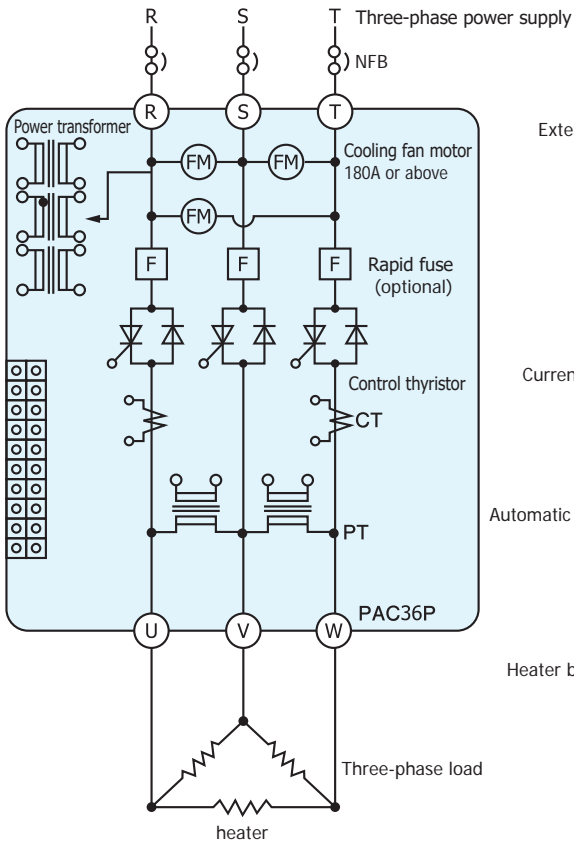 R S T Three-phase power supply
NFB
R S T
Power transformer
Exte
FM FM Cooling fan motor
180A or above
FM
F F F Rapid fuse
(optional)
Curren
Control thyristor
CT
Automatic
PT
PAC36P
U V W
Heater b
Three-phase load
heater